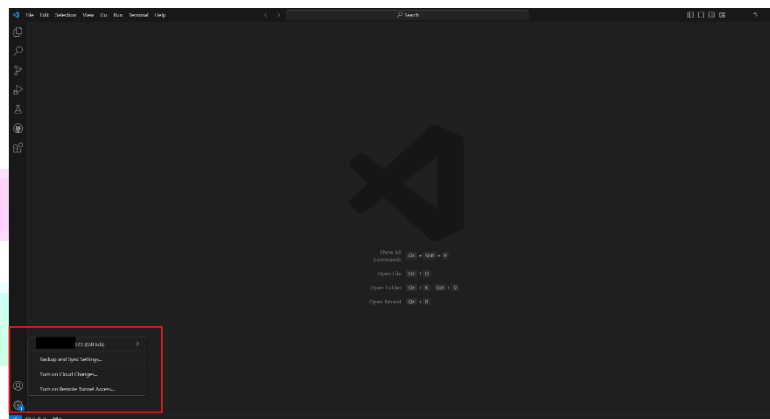 File Edit Selection View Go Run Terminal Help
Search
Show All Commands Ctrl + Shift + P
Open File Ctrl + O
Open Folder Ctrl + K Ctrl + O
Open Recent Ctrl + R
(GitHub)
Backup and Sync Settings...
Turn on Cloud Changes...
Turn on Remote Tunnel Access...